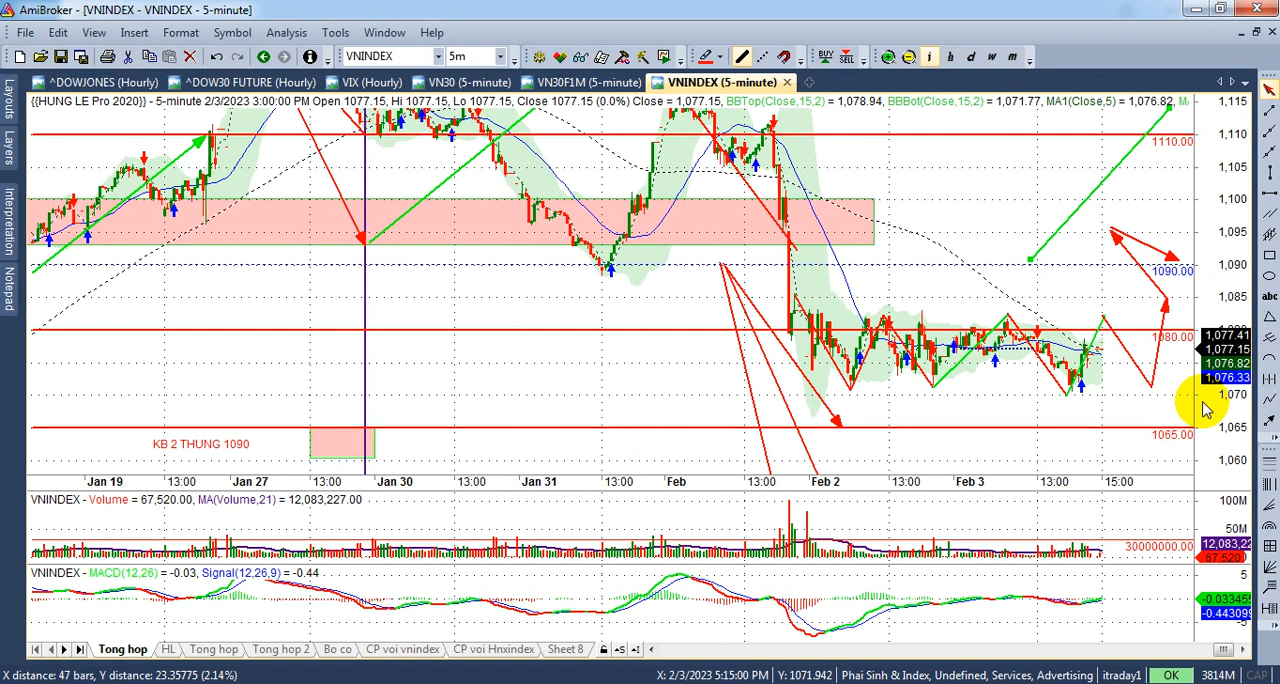 AmiBroker - [VNINDEX - VNINDEX - 5-minute]
File Edit View Insert Format Symbol Analysis Tools Window Help
VNINDEX 5m BUY SELL i h d w m
^DOWJONES (Hourly) ^DOW30 FUTURE (Hourly) VIX (Hourly) VN30 (5-minute) VN30F1M (5-minute) VNINDEX (5-minute)
Layouts
Layers
Interpretation
Notepad
{{HUNG LE Pro 2020}} - 5-minute 2/3/2023 3:00:00 PM Open 1077.15, Hi 1077.15, Lo 1077.15, Close 1077.15 (0.0%) Close = 1,077.15, BBTop(Close,15,2) = 1,078.94, BBBot(Close,15,2) = 1,071.77, MA1(Close,5) = 1,076.82,
1,115
1110.00 1,110
1,105
1,100
1,095
1090.00 1,090
1,085
1080.00
1,077.41
1,077.15
1,076.82
1,076.33
1,070
1065.00 1,065
1,060
KB 2 THUNG 1090
Jan 19 13:00 Jan 27 13:00 Jan 30 13:00 Jan 31 13:00 Feb 13:00 Feb 2 13:00 Feb 3 13:00 15:00
VNINDEX - Volume = 67,520.00, MA(Volume,21) = 12,083,227.00
100M
50M
30000000.00 12,083,22
67,520
VNINDEX - MACD(12,26) = -0.03, Signal(12,26,9) = -0.44
5
-0.033455
-0.443099
Tong hop HL Tong hop Tong hop 2 Bo co CP voi vnindex CP voi Hnxindex Sheet 8
X distance: 47 bars, Y distance: 23.35775 (2.14%) X: 2/3/2023 5:15:00 PM Y: 1071.942 Phai Sinh & Index, Undefined, Services, Advertising itraday1 OK 3814M CAP